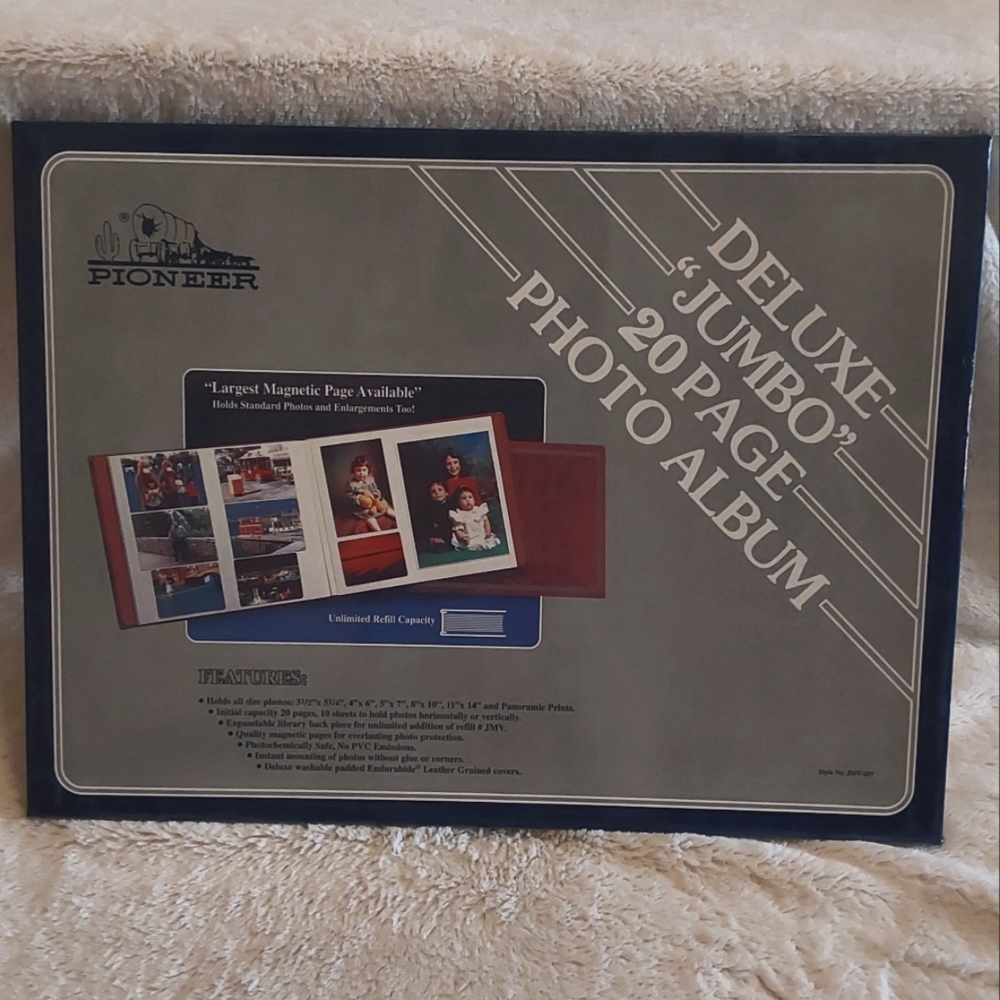 ®
PIONEER
DELUXE
“JUMBO”
20 PAGE
PHOTO ALBUM
“Largest Magnetic Page Available”
Holds Standard Photos and Enlargements Too!
Unlimited Refill Capacity
FEATURES:
• Holds all size photos: 3½"x 5¼", 4"x 6", 5"x 7", 8"x 10", 11"x 14" and Panoramic Prints.
• Initial capacity 20 pages, 10 sheets to hold photos horizontally or vertically.
• Expandable library back piece for unlimited addition of refill # JMV.
• Quality magnetic pages for everlasting photo protection.
• Photochemically Safe, No PVC Emissions.
• Instant mounting of photos without glue or corners.
• Deluxe washable padded Endurahide® Leather Grained covers.
Style No. JMV-207